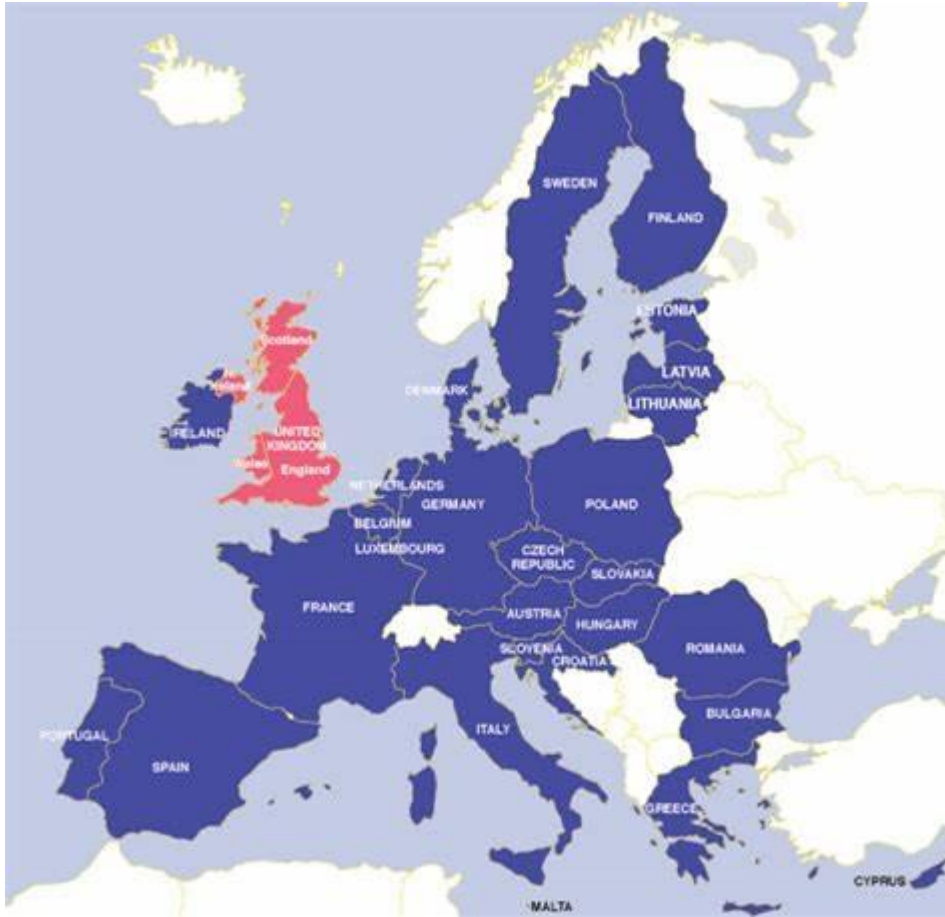 SWEDEN
FINLAND
ESTONIA
Scotland
LATVIA
N.
Ireland
DENMARK
LITHUANIA
IRELAND
UNITED
KINGDOM
Wales
England
NETHERLANDS
GERMANY
POLAND
BELGIUM
LUXEMBOURG
CZECH
REPUBLIC
SLOVAKIA
FRANCE
AUSTRIA
HUNGARY
SLOVENIA
CROATIA
ROMANIA
BULGARIA
PORTUGAL
ITALY
SPAIN
GREECE
CYPRUS
MALTA